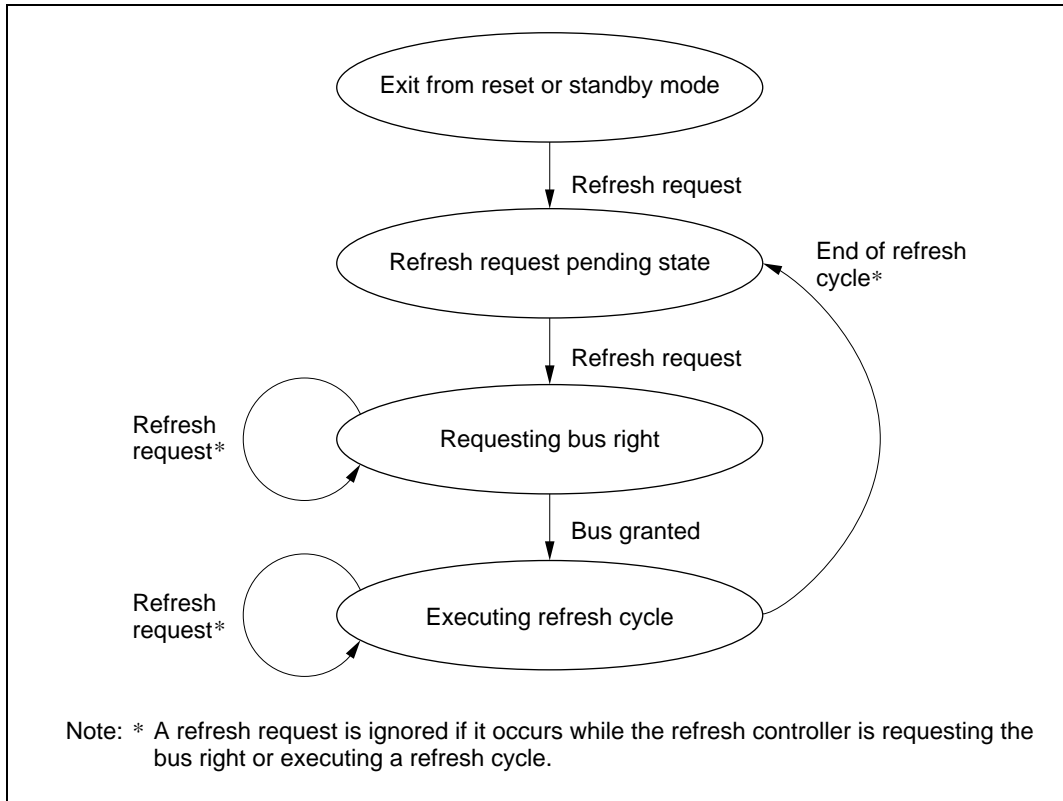 Exit from reset or standby mode
Refresh request
Refresh request pending state
End of refresh
cycle*
Refresh request
Refresh
request*
Requesting bus right
Bus granted
Refresh
request*
Executing refresh cycle
Note: * A refresh request is ignored if it occurs while the refresh controller is requesting the
bus right or executing a refresh cycle.